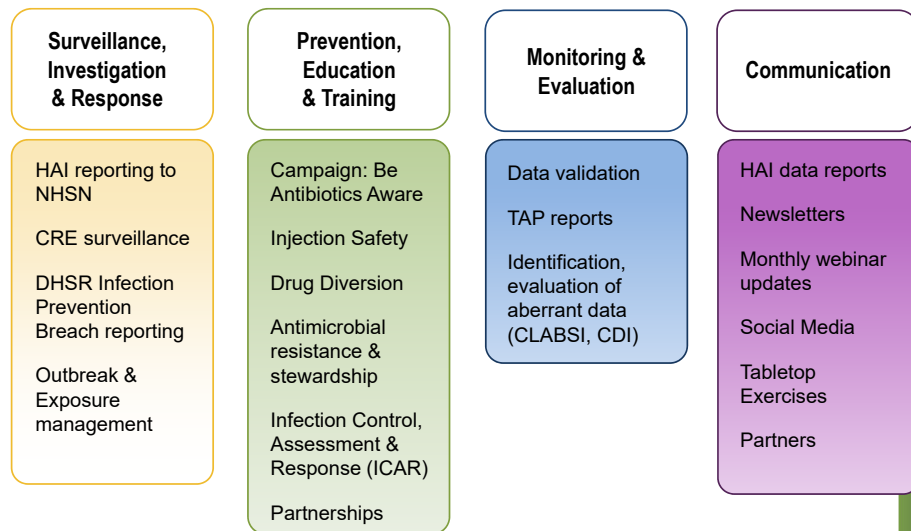 Surveillance,
Investigation
& Response
HAI reporting to
NHSN
CRE surveillance
DHSR Infection
Prevention
Breach reporting
Outbreak &
Exposure
management
Prevention,
Education
& Training
Campaign: Be
Antibiotics Aware
Injection Safety
Drug Diversion
Antimicrobial
resistance &
stewardship
Infection Control,
Assessment &
Response (ICAR)
Partnerships
Monitoring &
Evaluation
Data validation
TAP reports
Identification,
evaluation of
aberrant data
(CLABSI, CDI)
Communication
HAI data reports
Newsletters
Monthly webinar
updates
Social Media
Tabletop
Exercises
Partners